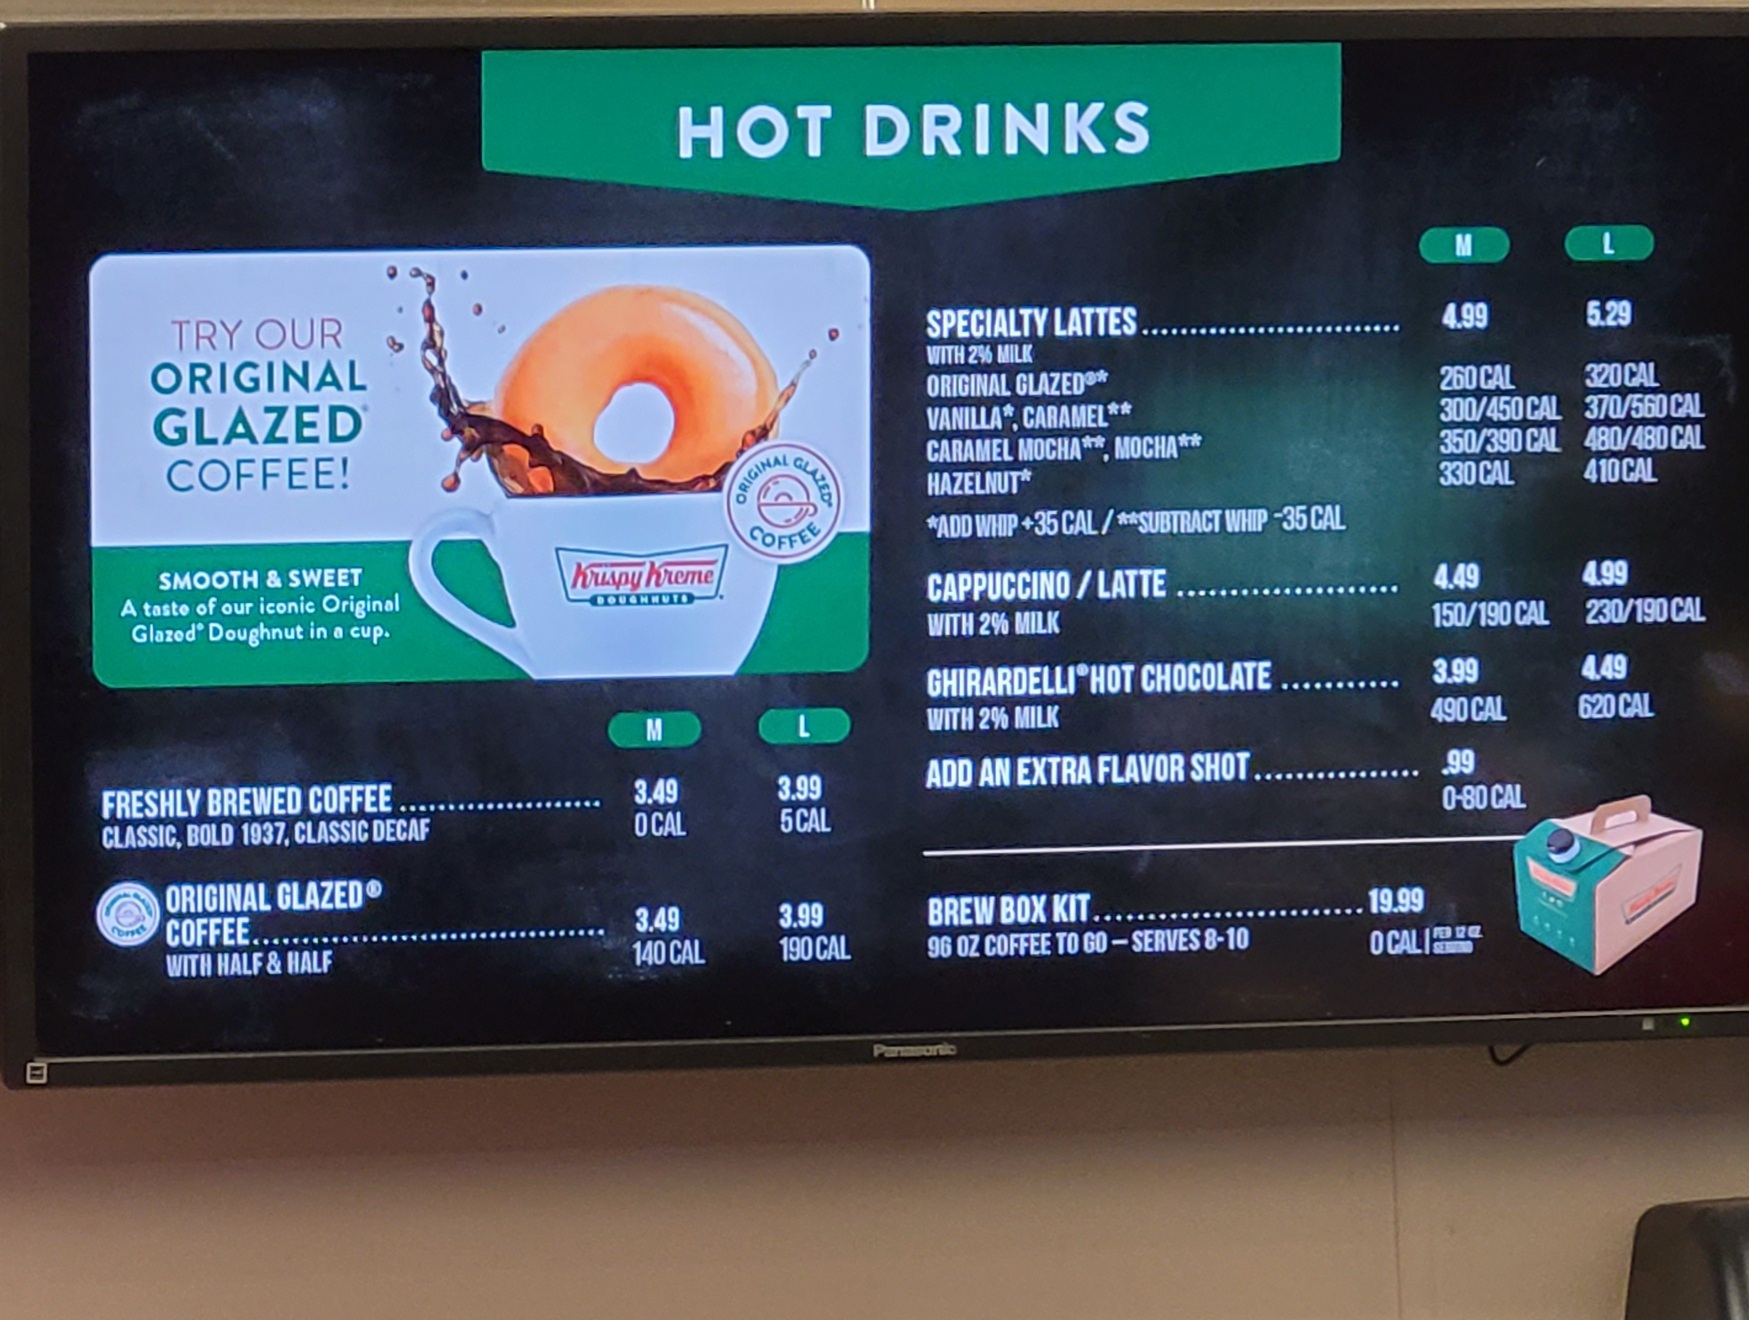 HOT DRINKS
TRY OUR
ORIGINAL
GLAZED®
COFFEE!
SMOOTH & SWEET
A taste of our iconic Original
Glazed® Doughnut in a cup.
ORIGINAL GLAZED®
COFFEE
Krispy Kreme
DOUGHNUTS
M L
FRESHLY BREWED COFFEE 3.49 3.99
CLASSIC, BOLD 1937, CLASSIC DECAF 0 CAL 5 CAL
ORIGINAL GLAZED®
COFFEE 3.49 3.99
WITH HALF & HALF 140 CAL 190 CAL
M L
SPECIALTY LATTES 4.99 5.29
WITH 2% MILK
ORIGINAL GLAZED®* 260 CAL 320 CAL
VANILLA*, CARAMEL** 300/450 CAL 370/560 CAL
CARAMEL MOCHA**, MOCHA** 350/390 CAL 480/480 CAL
HAZELNUT* 330 CAL 410 CAL
*ADD WHIP +35 CAL / **SUBTRACT WHIP -35 CAL
CAPPUCCINO / LATTE 4.49 4.99
WITH 2% MILK 150/190 CAL 230/190 CAL
GHIRARDELLI® HOT CHOCOLATE 3.99 4.49
WITH 2% MILK 490 CAL 620 CAL
ADD AN EXTRA FLAVOR SHOT .99
0-80 CAL
BREW BOX KIT 19.99
96 OZ COFFEE TO GO – SERVES 8-10 0 CAL | PER 12 OZ. SERVING
Panasonic